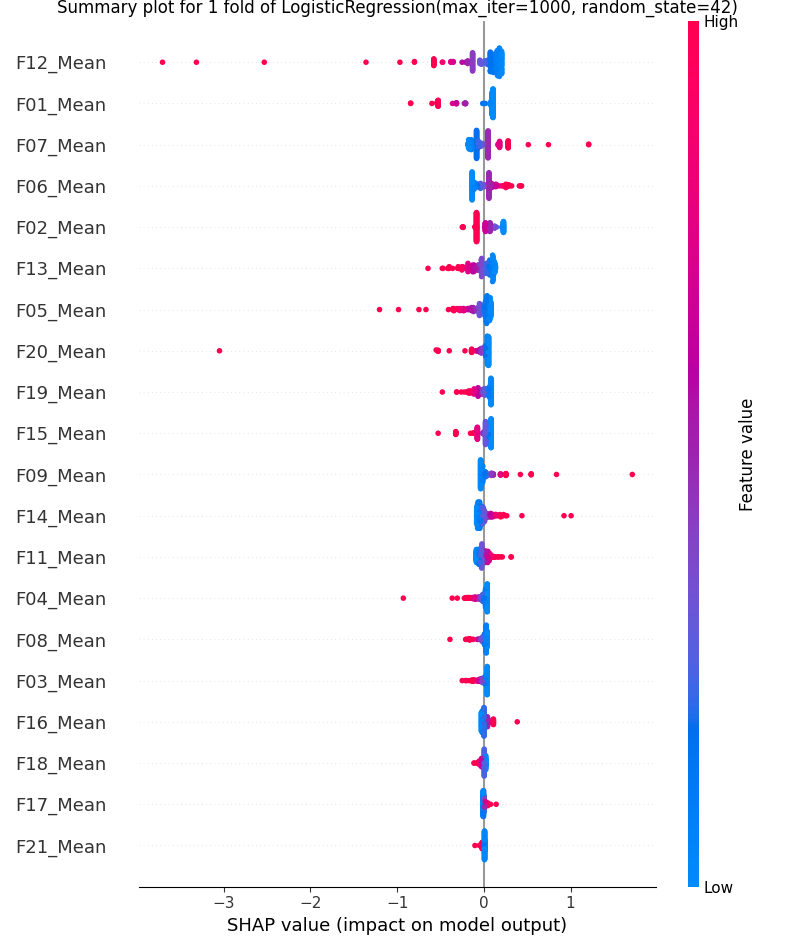 Summary plot for 1 fold of LogisticRegression(max_iter=1000, random_state=42)
High
F12_Mean
F01_Mean
F07_Mean
F06_Mean
F02_Mean
F13_Mean
F05_Mean
F20_Mean
F19_Mean
F15_Mean
F09_Mean
F14_Mean
F11_Mean
F04_Mean
F08_Mean
F03_Mean
F16_Mean
F18_Mean
F17_Mean
F21_Mean
Feature value
Low
−3 −2 −1 0 1
SHAP value (impact on model output)